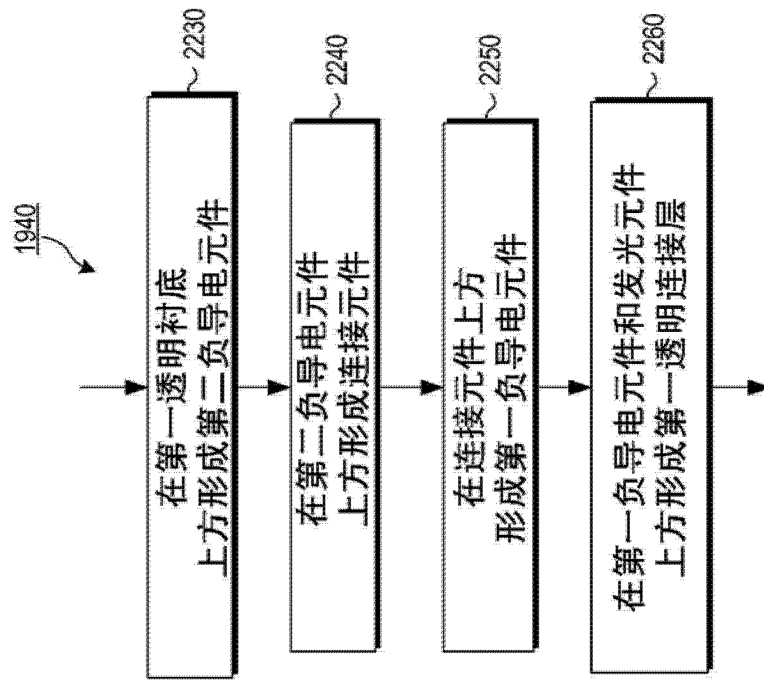 1940
在第一透明衬底
上方形成第二负导电元件
2230
在第二负导电元件
上方形成连接元件
2240
在连接元件上方
形成第一负导电元件
2250
在第一负导电元件和发光元件
上方形成第一透明连接层
2260